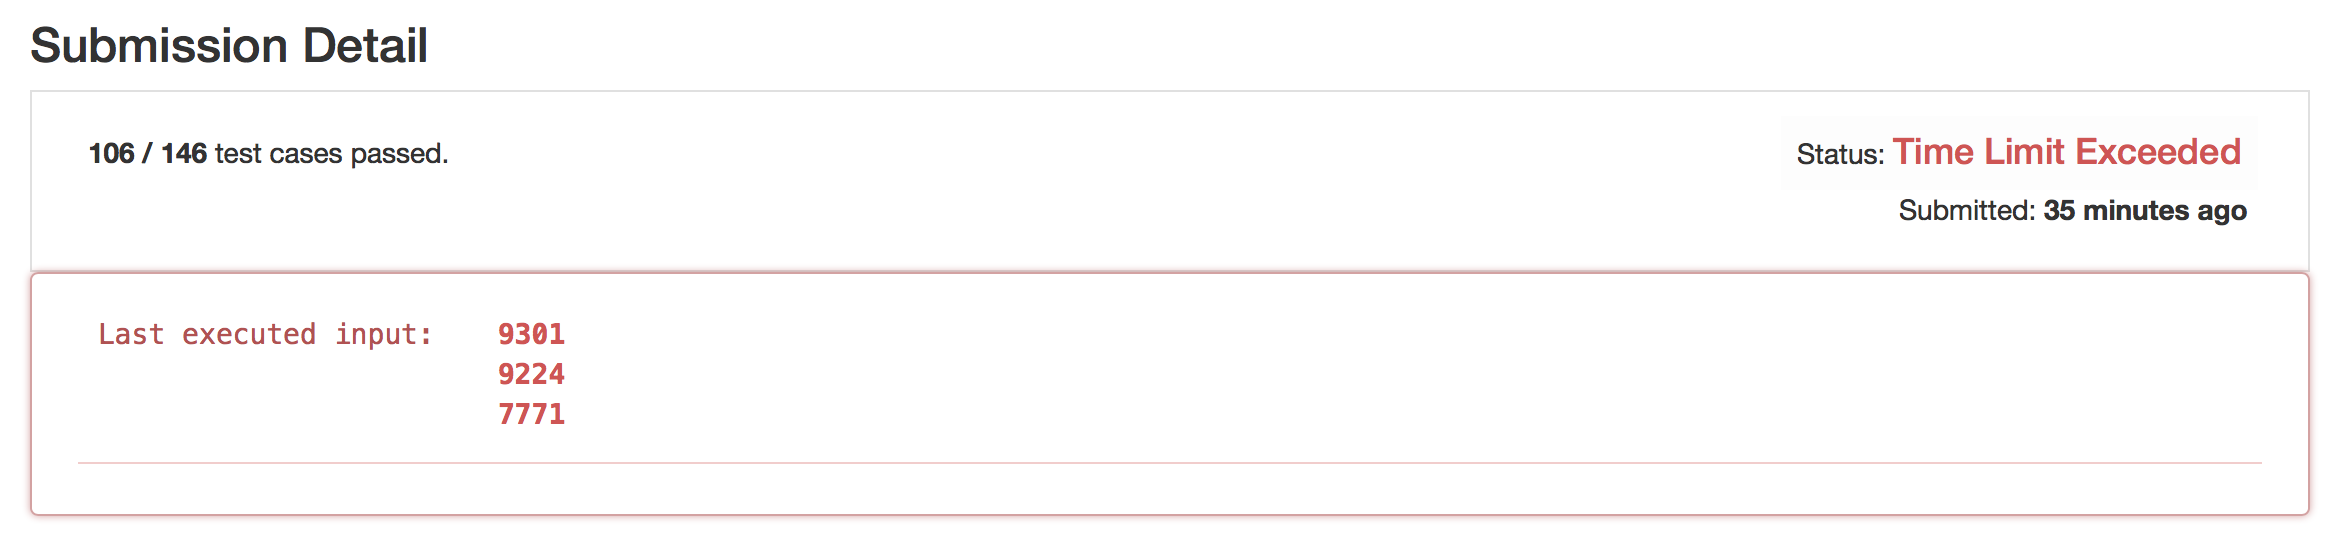 Submission Detail
106 / 146 test cases passed.
Status: Time Limit Exceeded
Submitted: 35 minutes ago
Last executed input: 9301
9224
7771